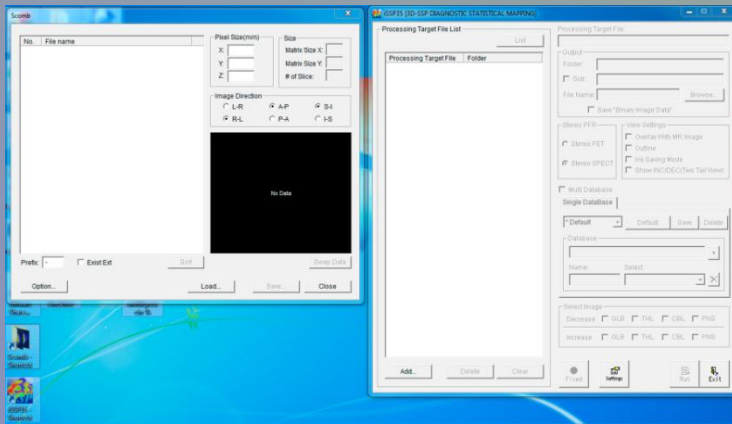 Scomb
No. File name
Pixel Size(mm)
X:
Y:
Z:
Size
Matrix Size X:
Matrix Size Y:
# of Slice:
Image Direction
L-R A-P S-I
R-L P-A I-S
No Data
Prefix: - Exist Ext Sort Swap Data
Option... Load... Save... Close
Scomb -
iSSP35 [3D-SSP DIAGNOSTIC STATISTICAL MAPPING]
Processing Target File List
List
Processing Target File Folder
Add... Delete Clear
Processing Target File
Output
Folder:
Sub:
File Name: Browse...
Save "Binary Image Data"
Stereo PFR
Stereo PET
Stereo SPECT
View Settings
Overlay With MR Image
Outline
Ink Saving Mode
Show INC/DEC(Two Tail View)
Multi Database
Single DataBase
* Default Default Save Delete
Database
Name: Select
Select Image
Decrease GLB THL CBL PNS
Increase GLB THL CBL PNS
Fixed Settings Run Exit